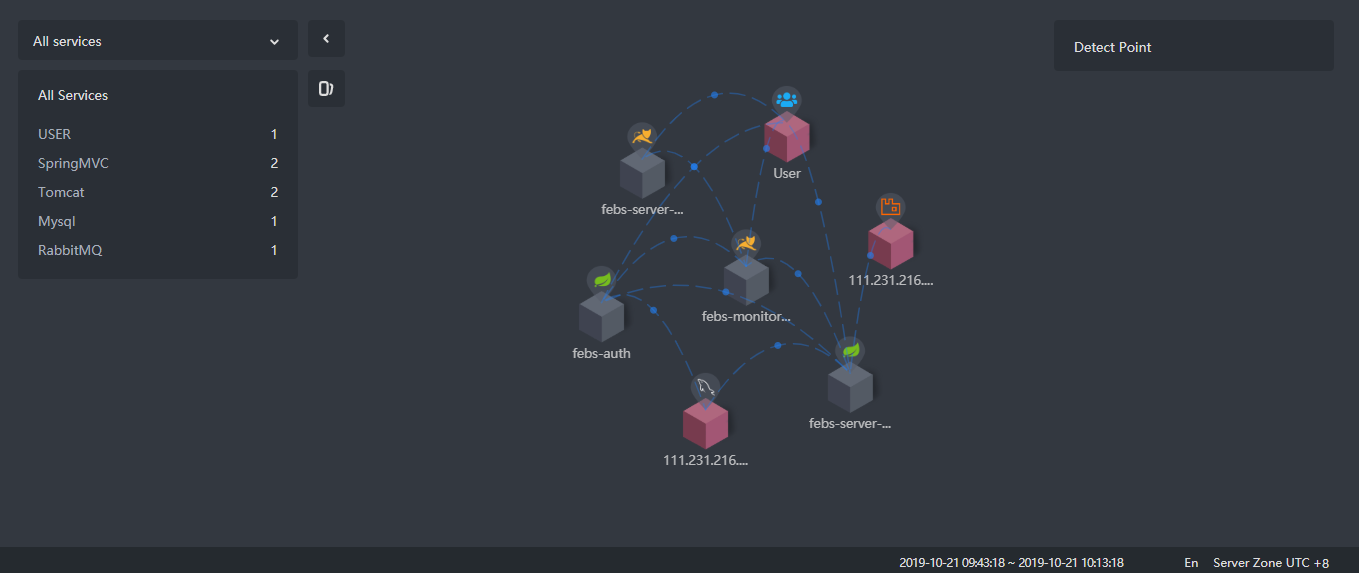 All services
Detect Point
All Services
USER 1
SpringMVC 2
Tomcat 2
Mysql 1
RabbitMQ 1
User
febs-server-...
111.231.216....
febs-monitor...
febs-auth
febs-server-...
111.231.216....
2019-10-21 09:43:18 ~ 2019-10-21 10:13:18 En Server Zone UTC +8